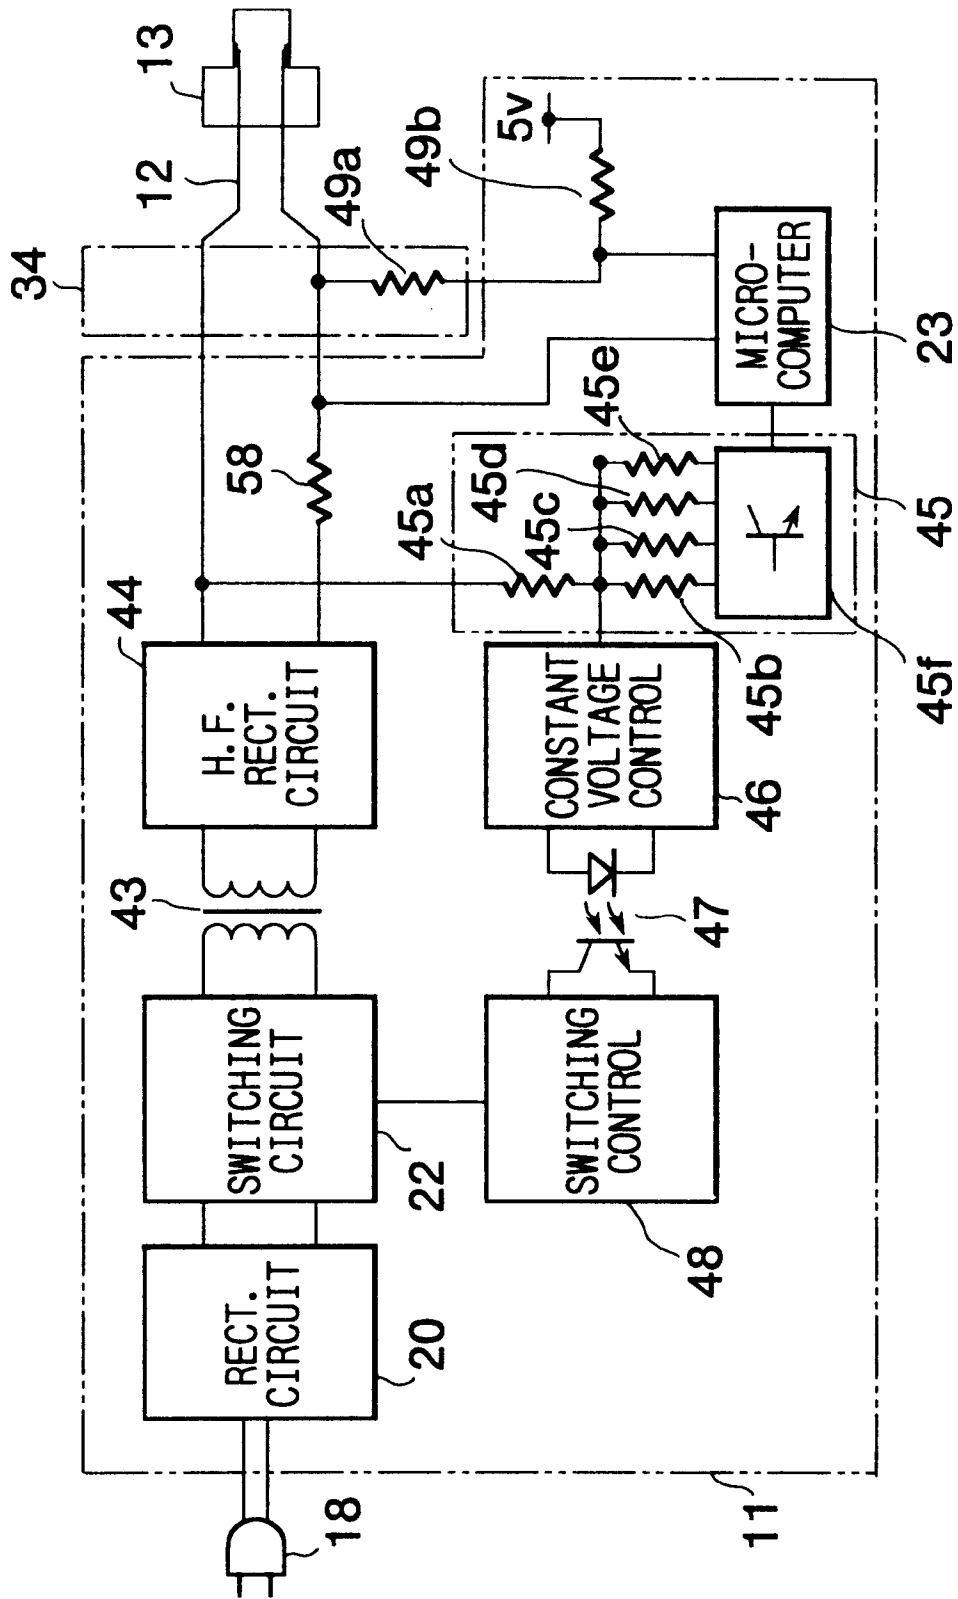 13
12
34
49a
49b
5v
MICRO-
COMPUTER
23
44
H.F.
RECT.
CIRCUIT
58
45a
45c
45d
45e
45
45f
45b
CONSTANT
VOLTAGE
CONTROL
46
43
47
SWITCHING
CIRCUIT
22
SWITCHING
CONTROL
48
RECT.
CIRCUIT
20
18
11